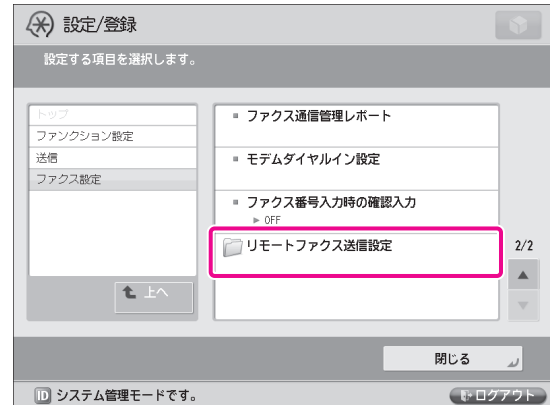 設定/登録
設定する項目を選択します。
トップ
ファンクション設定
送信
ファクス設定
上へ
ファクス通信管理レポート
モデムダイヤルイン設定
ファクス番号入力時の確認入力
► OFF
リモートファクス送信設定
2/2
閉じる
ID システム管理モードです。
ログアウト